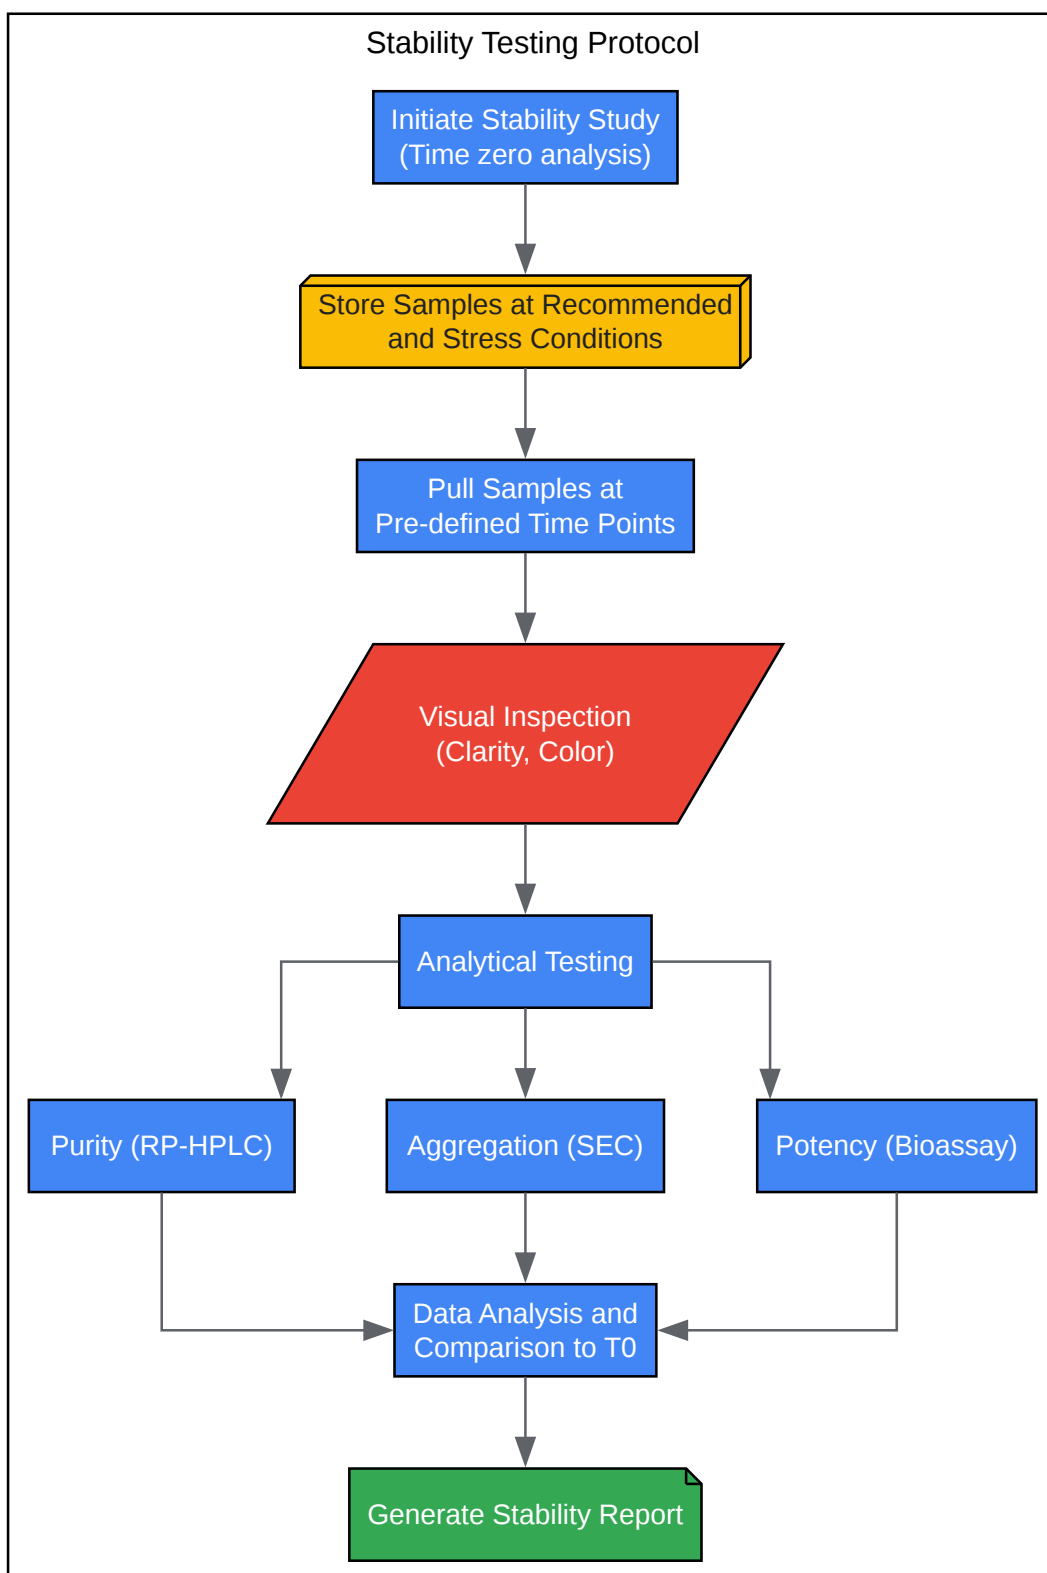 Stability Testing Protocol
Initiate Stability Study
(Time zero analysis)
Store Samples at Recommended
and Stress Conditions
Pull Samples at
Pre-defined Time Points
Visual Inspection
(Clarity, Color)
Analytical Testing
Purity (RP-HPLC)
Aggregation (SEC)
Potency (Bioassay)
Data Analysis and
Comparison to T0
Generate Stability Report